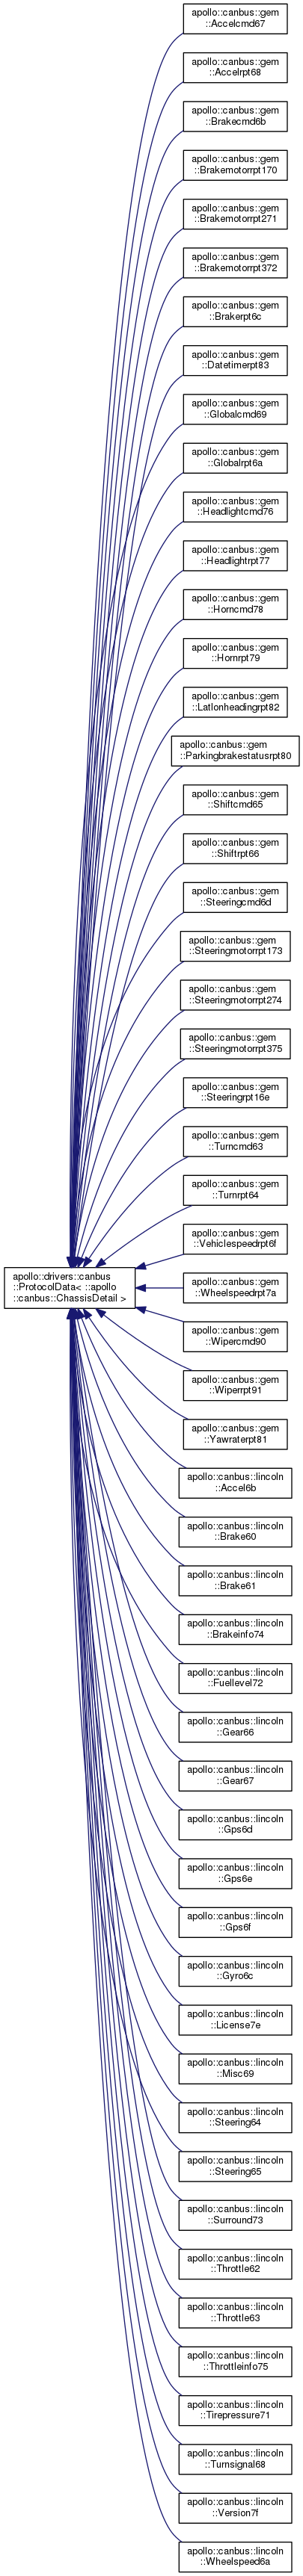 apollo::canbus::gem
::Accelcmd67
apollo::canbus::gem
::Accelrpt68
apollo::canbus::gem
::Brakecmd6b
apollo::canbus::gem
::Brakemotorrpt170
apollo::canbus::gem
::Brakemotorrpt271
apollo::canbus::gem
::Brakemotorrpt372
apollo::canbus::gem
::Brakerpt6c
apollo::canbus::gem
::Datetimerpt83
apollo::canbus::gem
::Globalcmd69
apollo::canbus::gem
::Globalrpt6a
apollo::canbus::gem
::Headlightcmd76
apollo::canbus::gem
::Headlightrpt77
apollo::canbus::gem
::Horncmd78
apollo::canbus::gem
::Hornrpt79
apollo::canbus::gem
::Latlonheadingrpt82
apollo::canbus::gem
::Parkingbrakestatusrpt80
apollo::canbus::gem
::Shiftcmd65
apollo::canbus::gem
::Shiftrpt66
apollo::canbus::gem
::Steeringcmd6d
apollo::canbus::gem
::Steeringmotorrpt173
apollo::canbus::gem
::Steeringmotorrpt274
apollo::canbus::gem
::Steeringmotorrpt375
apollo::canbus::gem
::Steeringrpt16e
apollo::canbus::gem
::Turncmd63
apollo::canbus::gem
::Turnrpt64
apollo::canbus::gem
::Vehiclespeedrpt6f
apollo::drivers::canbus
::ProtocolData< ::apollo
::canbus::ChassisDetail >
apollo::canbus::gem
::Wheelspeedrpt7a
apollo::canbus::gem
::Wipercmd90
apollo::canbus::gem
::Wiperrpt91
apollo::canbus::gem
::Yawraterpt81
apollo::canbus::lincoln
::Accel6b
apollo::canbus::lincoln
::Brake60
apollo::canbus::lincoln
::Brake61
apollo::canbus::lincoln
::Brakeinfo74
apollo::canbus::lincoln
::Fuellevel72
apollo::canbus::lincoln
::Gear66
apollo::canbus::lincoln
::Gear67
apollo::canbus::lincoln
::Gps6d
apollo::canbus::lincoln
::Gps6e
apollo::canbus::lincoln
::Gps6f
apollo::canbus::lincoln
::Gyro6c
apollo::canbus::lincoln
::License7e
apollo::canbus::lincoln
::Misc69
apollo::canbus::lincoln
::Steering64
apollo::canbus::lincoln
::Steering65
apollo::canbus::lincoln
::Surround73
apollo::canbus::lincoln
::Throttle62
apollo::canbus::lincoln
::Throttle63
apollo::canbus::lincoln
::Throttleinfo75
apollo::canbus::lincoln
::Tirepressure71
apollo::canbus::lincoln
::Turnsignal68
apollo::canbus::lincoln
::Version7f
apollo::canbus::lincoln
::Wheelspeed6a